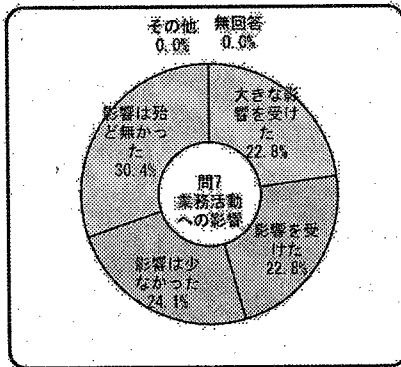 その他 無回答
0.0% 0.0%
大きな影
響を受け
た
22.8%
影響を受
けた
22.8%
影響は少
なかった
24.1%
影響は殆
ど無かっ
た
30.4%
問7
業務活動
への影響